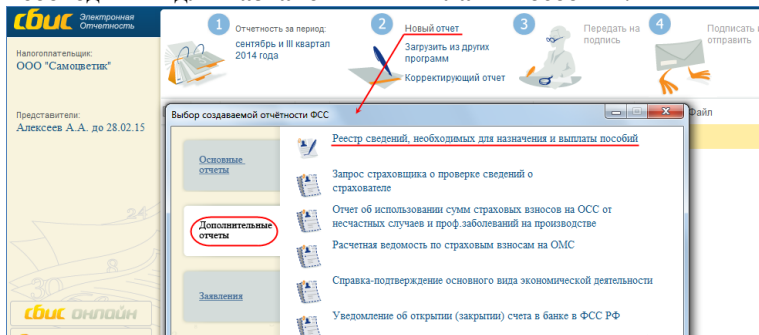 сбис Электронная
Отчетность
Налогоплательщик:
ООО "Самоцветик"
Представители:
Алексеев А.А. до 28.02.15
24
8
30
сбис онлайн
1
Отчетность за период:
сентябрь и III квартал
2014 года
2
Новый отчет
Загрузить из других
программ
Корректирующий отчет
3
Передать на
подпись
4
Подписать и
отправить
Файл
Выбор создаваемой отчётности ФСС
Основные
отчеты
Дополнительные
отчеты
Заявления
Реестр сведений, необходимых для назначения и выплаты пособий
Запрос страховщика о проверке сведений о
страхователе
Отчет об использовании сумм страховых взносов на ОСС от
несчастных случаев и проф.заболеваний на производстве
Расчетная ведомость по страховым взносам на ОМС
Справка-подтверждение основного вида экономической деятельности
Уведомление об открытии (закрытии) счета в банке в ФСС РФ